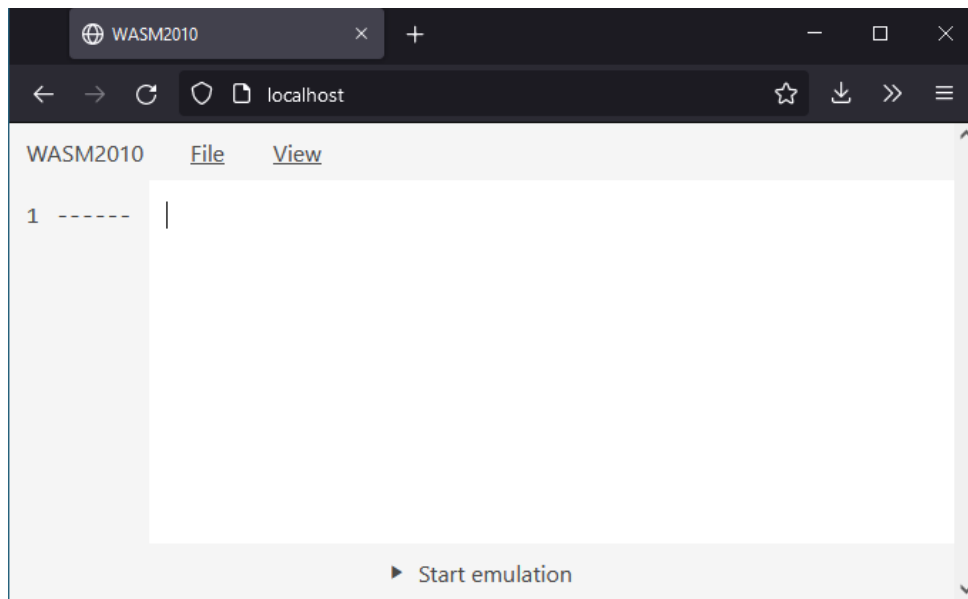 WASM2010
localhost
WASM2010 File View
1 ------
Start emulation